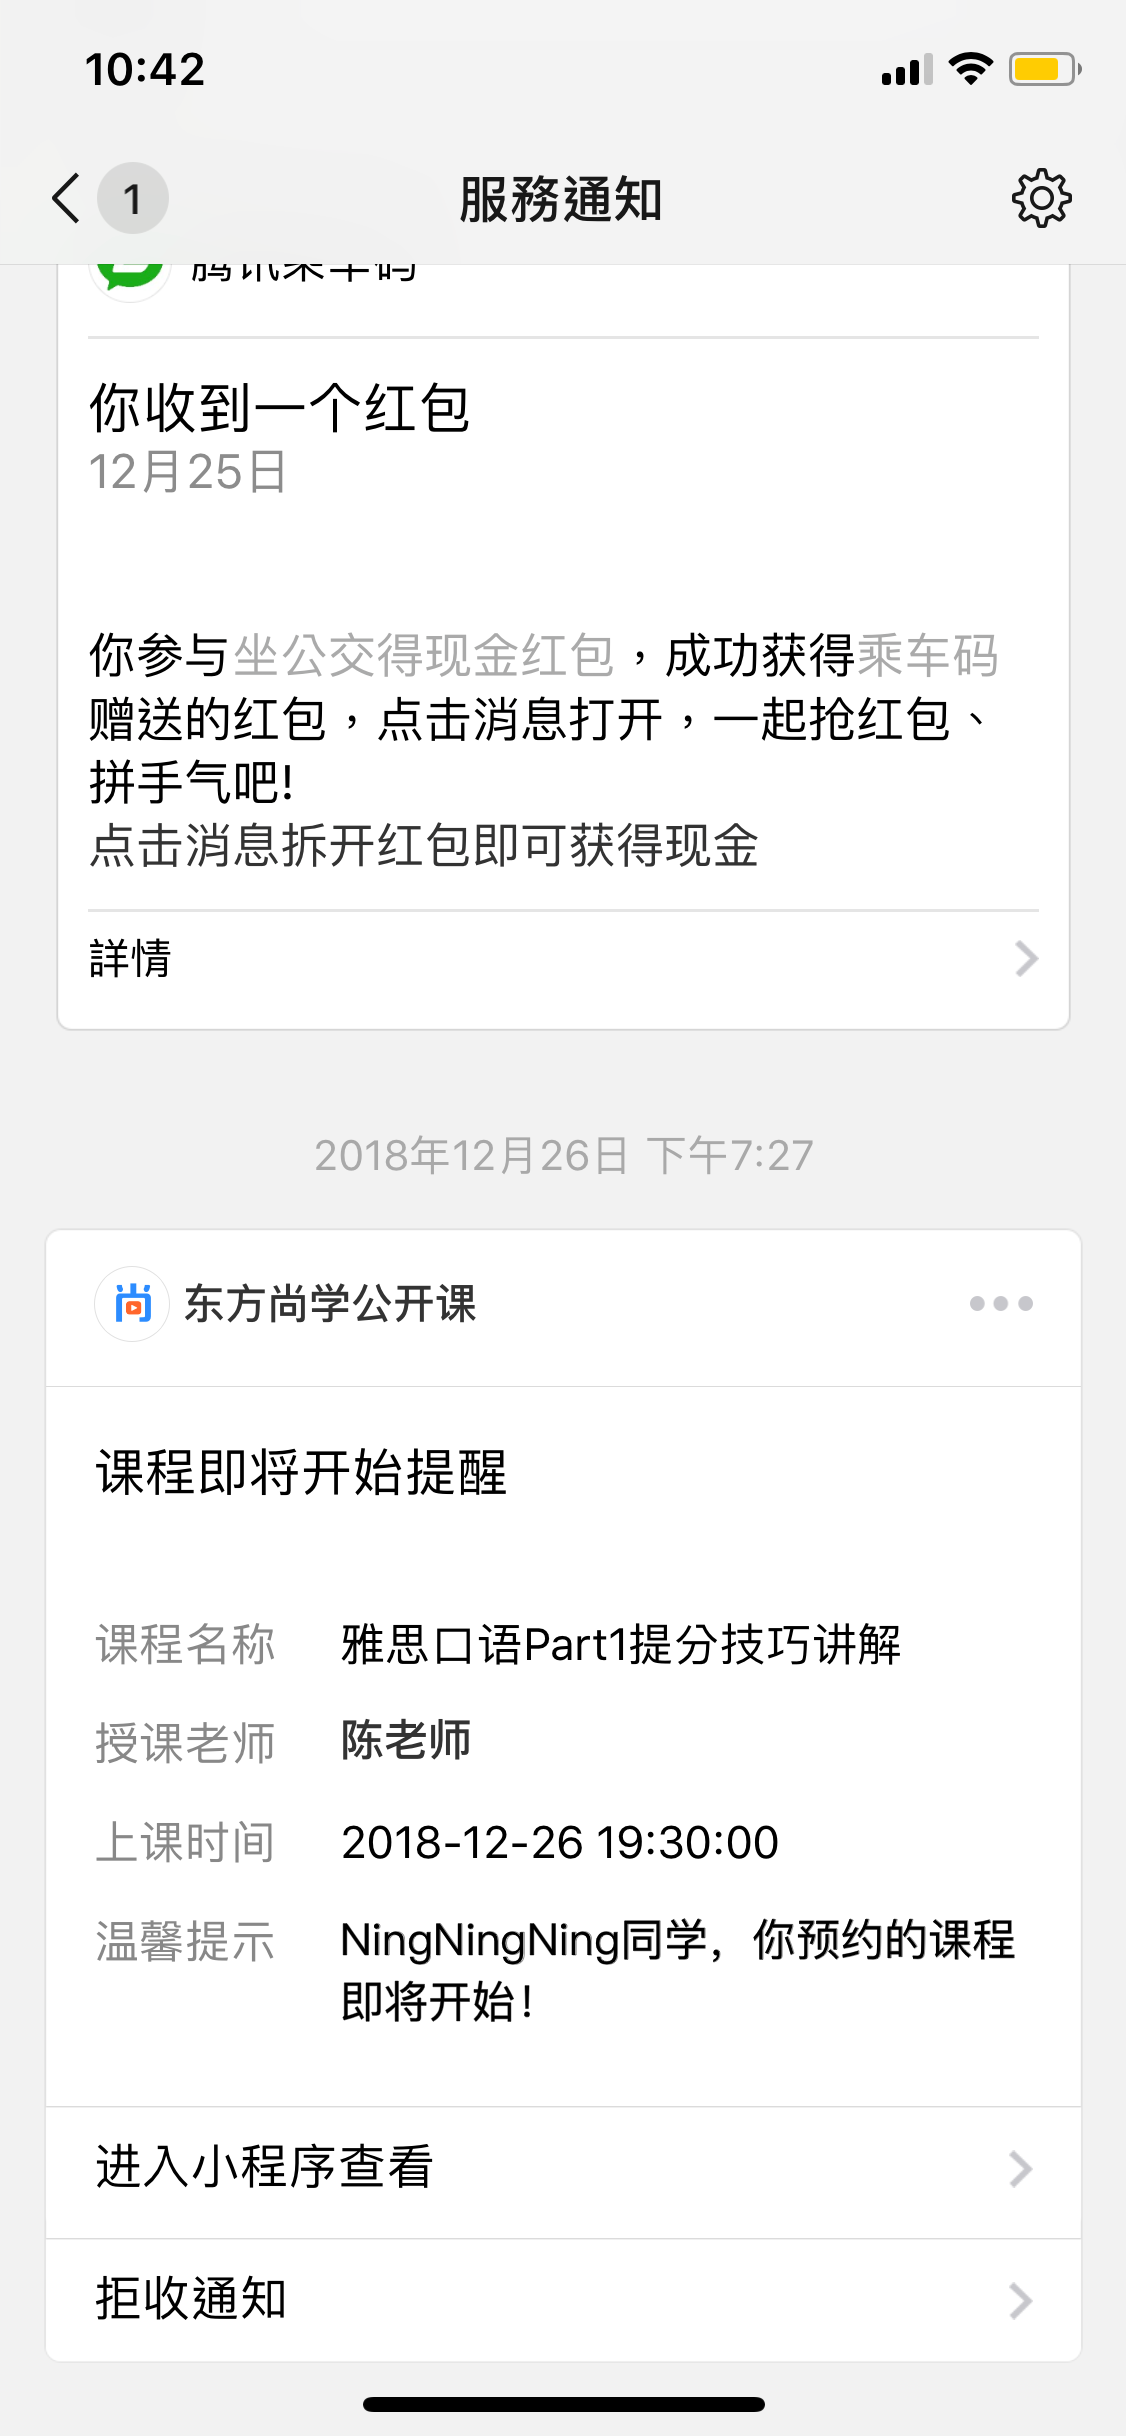 10:42
1
服務通知
腾讯乘车码
你收到一个红包
12月25日
你参与坐公交得现金红包，成功获得乘车码
赠送的红包，点击消息打开，一起抢红包、
拼手气吧!
点击消息拆开红包即可获得现金
詳情
2018年12月26日 下午7:27
东方尚学公开课
课程即将开始提醒
课程名称 雅思口语Part1提分技巧讲解
授课老师 陈老师
上课时间 2018-12-26 19:30:00
温馨提示 NingNingNing同学，你预约的课程
即将开始！
进入小程序查看
拒收通知